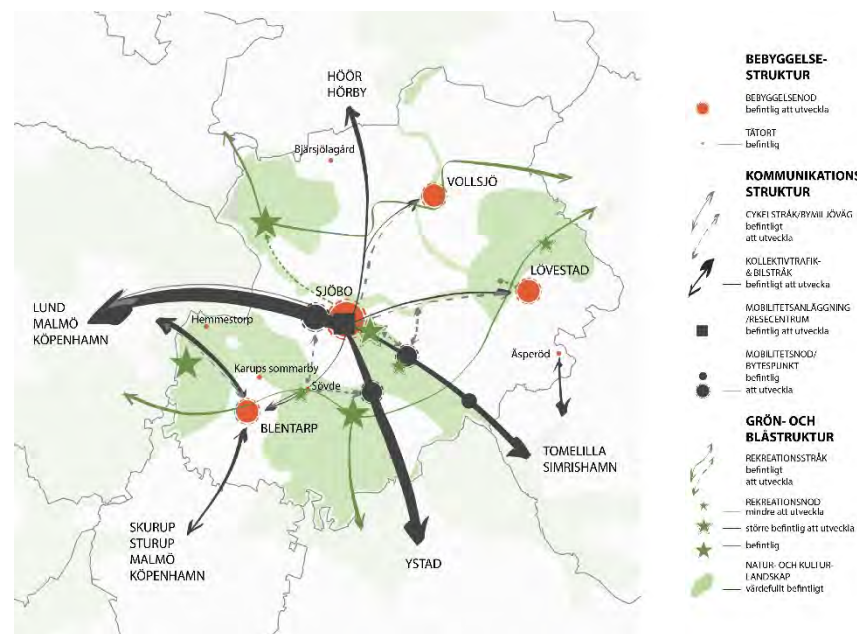 HÖÖR
HÖRBY
Bjärsjölagård
VOLLSJÖ
LÖVESTAD
SJÖBO
LUND
MALMÖ
KÖPENHAMN
Hemmestorp
Äsperöd
Karups sommarby
Sövde
BLENTARP
TOMELILLA
SIMRISHAMN
SKURUP
STURUP
MALMÖ
KÖPENHAMN
YSTAD
BEBYGGELSE-
STRUKTUR
BEBYGGELSENOD
befintlig att utveckla
TÄTORT
befintlig
KOMMUNIKATIONS
STRUKTUR
CYKELSTRÅK/BYMILJÖVÄG
befintligt
att utveckla
KOLLEKTIVTRAFIK-
& BILSTRÅK
befintligt att utveckla
MOBILITETSANLÄGGNING
/RESECENTRUM
befintlig att utveckla
MOBILITETSNOD/
BYTESPUNKT
befintlig
att utveckla
GRÖN- OCH
BLÅSTRUKTUR
REKREATIONSSTRÅK
befintligt
att utveckla
REKREATIONSNOD
mindre att utveckla
större befintlig att utveckla
befintlig
NATUR- OCH KULTUR-
LANDSKAP
värdefullt befintligt